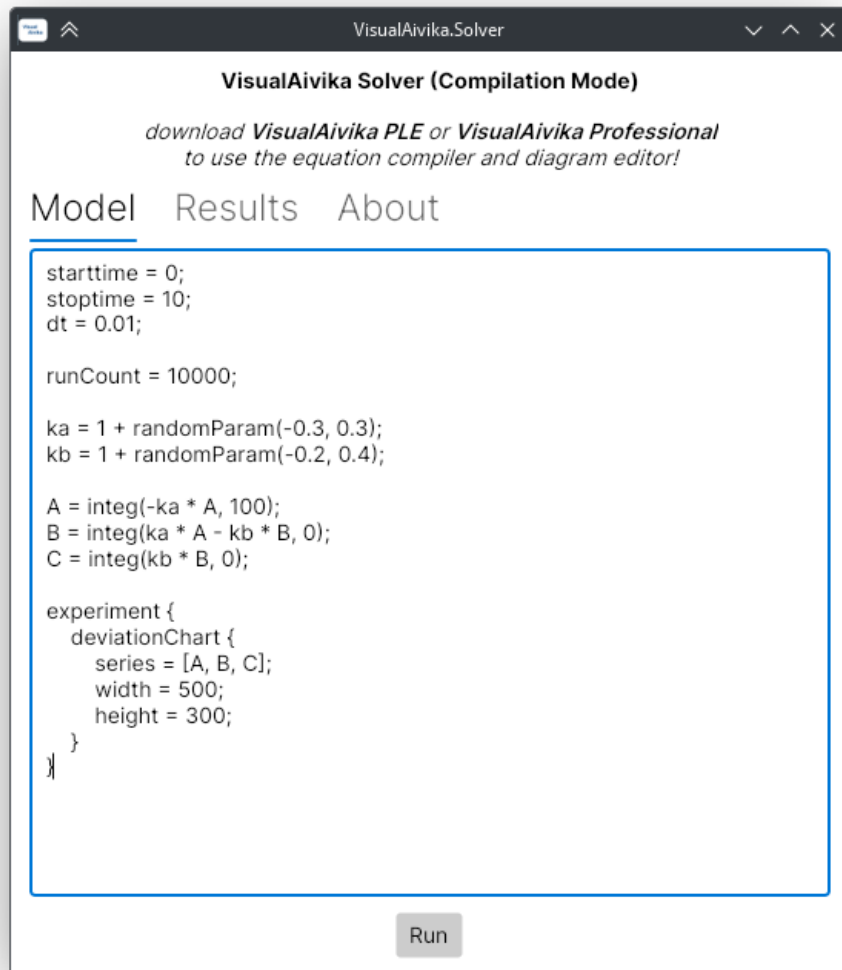 VisualAivika.Solver
VisualAivika Solver (Compilation Mode)
download VisualAivika PLE or VisualAivika Professional
to use the equation compiler and diagram editor!
Model Results About
starttime = 0;
stoptime = 10;
dt = 0.01;
runCount = 10000;
ka = 1 + randomParam(-0.3, 0.3);
kb = 1 + randomParam(-0.2, 0.4);
A = integ(-ka * A, 100);
B = integ(ka * A - kb * B, 0);
C = integ(kb * B, 0);
experiment {
deviationChart {
series = [A, B, C];
width = 500;
height = 300;
}
}
Run